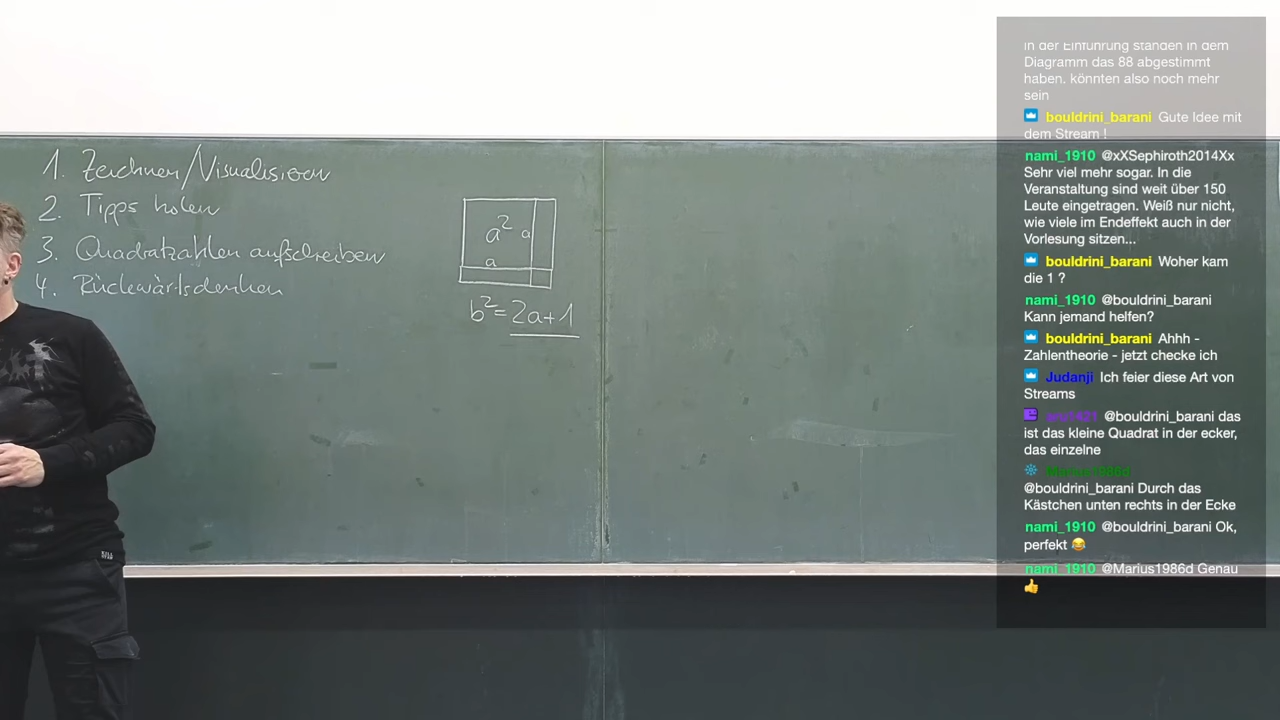 1. Zeichnen/Visualisieren
2. Tipps holen
3. Quadratzahlen aufschreiben
4. Rückwärtsdenken
a² a
a
b²=2a+1
in der Einführung standen in dem
Diagramm das 88 abgestimmt
haben. könnten also noch mehr
sein
bouldrini_barani Gute Idee mit
dem Stream !
nami_1910 @xXSephiroth2014Xx
Sehr viel mehr sogar. In die
Veranstaltung sind weit über 150
Leute eingetragen. Weiß nur nicht,
wie viele im Endeffekt auch in der
Vorlesung sitzen...
bouldrini_barani Woher kam
die 1 ?
nami_1910 @bouldrini_barani
Kann jemand helfen?
bouldrini_barani Ahhh -
Zahlentheorie - jetzt checke ich
Judanji Ich feier diese Art von
Streams
@bouldrini_barani das
ist das kleine Quadrat in der ecker,
das einzelne
Marius1986d
@bouldrini_barani Durch das
Kästchen unten rechts in der Ecke
nami_1910 @bouldrini_barani Ok,
perfekt 😂
nami_1910 @Marius1986d Genau
👍